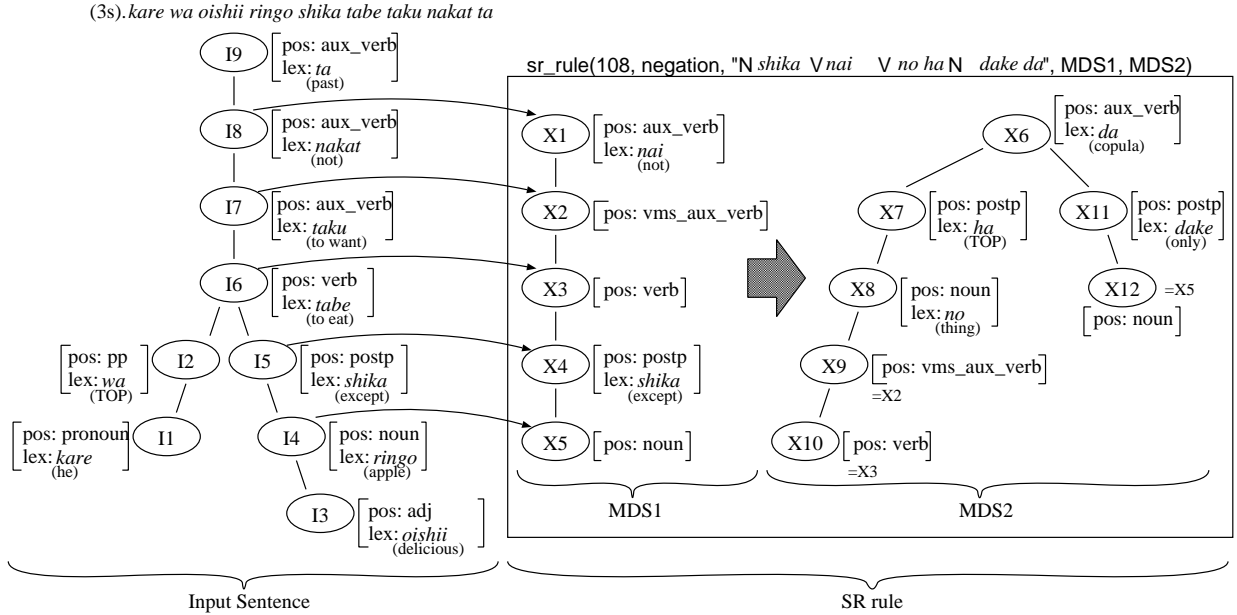 (3s). kare wa oishii ringo shika tabe taku nakat ta
I9
pos: aux_verb
lex: ta
(past)
I8
pos: aux_verb
lex: nakat
(not)
I7
pos: aux_verb
lex: taku
(to want)
I6
pos: verb
lex: tabe
(to eat)
pos: pp
lex: wa
(TOP)
I2
I5
pos: postp
lex: shika
(except)
pos: pronoun
lex: kare
(he)
I1
I4
pos: noun
lex: ringo
(apple)
I3
pos: adj
lex: oishii
(delicious)
Input Sentence
sr_rule(108, negation, "N shika V nai V no ha N dake da", MDS1, MDS2)
X1
pos: aux_verb
lex: nai
(not)
X2
pos: vms_aux_verb
X3
pos: verb
X4
pos: postp
lex: shika
(except)
X5
pos: noun
MDS1
X6
pos: aux_verb
lex: da
(copula)
X7
pos: postp
lex: ha
(TOP)
X11
pos: postp
lex: dake
(only)
X8
pos: noun
lex: no
(thing)
X12
=X5
pos: noun
X9
pos: vms_aux_verb
=X2
X10
pos: verb
=X3
MDS2
SR rule